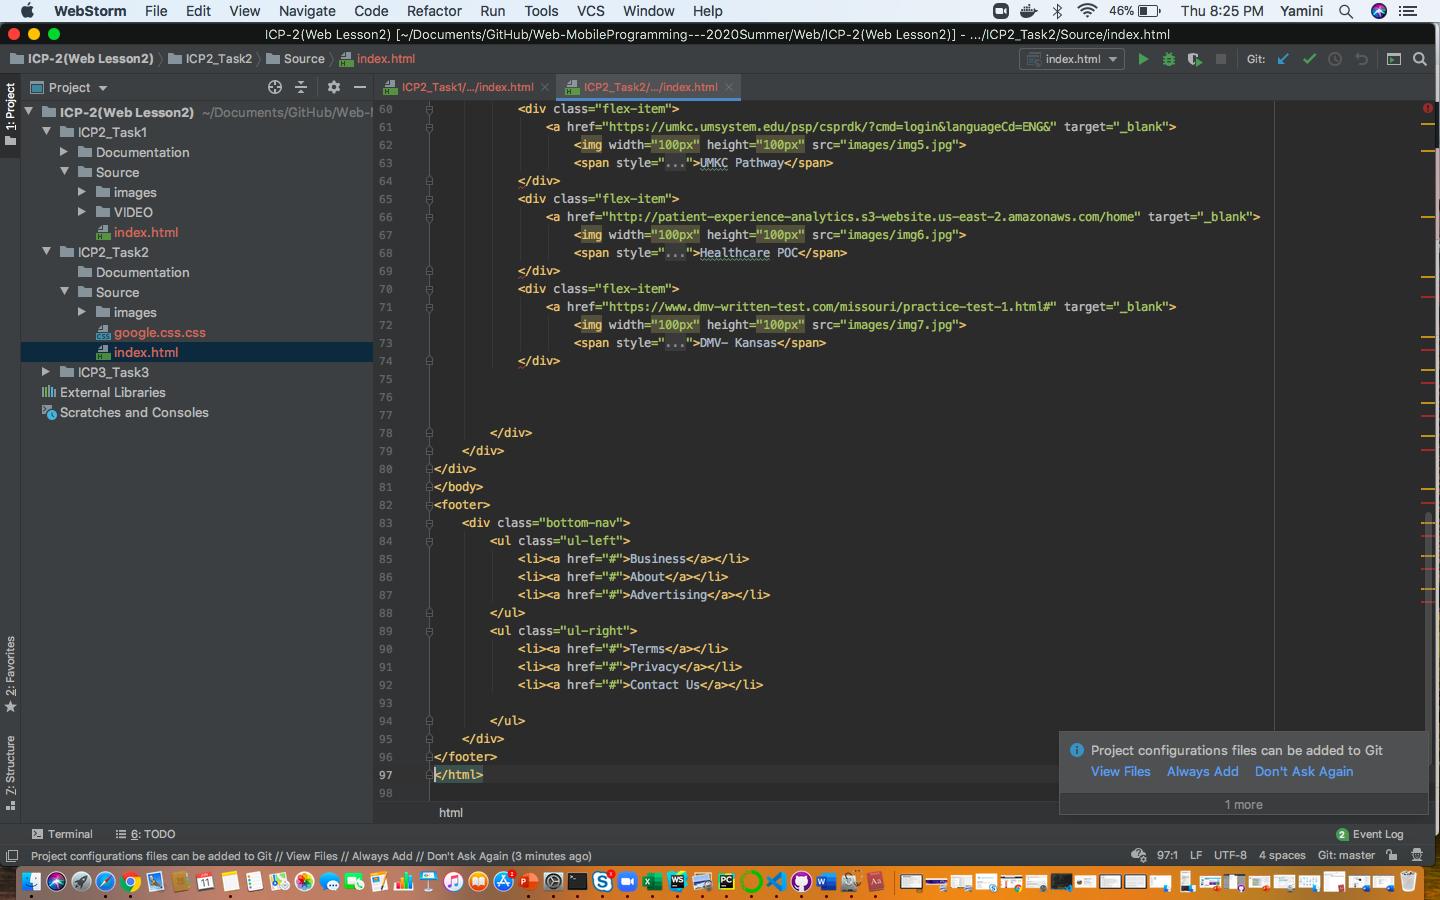 WebStorm File Edit View Navigate Code Refactor Run Tools VCS Window Help 46% Thu 8:25 PM Yamini
ICP-2(Web Lesson2) [~/Documents/GitHub/Web-MobileProgramming---2020Summer/Web/ICP-2(Web Lesson2)] - .../ICP2_Task2/Source/index.html
ICP-2(Web Lesson2) ICP2_Task2 Source index.html index.html Git:
Project ICP2_Task1/.../index.html ICP2_Task2/.../index.html
1: Project
ICP-2(Web Lesson2) ~/Documents/GitHub/Web-M
ICP2_Task1
Documentation
Source
images
VIDEO
index.html
ICP2_Task2
Documentation
Source
images
google.css.css
index.html
ICP3_Task3
External Libraries
Scratches and Consoles
2: Favorites
7: Structure
60 <div class="flex-item">
61 <a href="https://umkc.umsystem.edu/psp/csprdk/?cmd=login&languageCd=ENG&" target="_blank">
62 <img width="100px" height="100px" src="images/img5.jpg">
63 <span style="...">UMKC Pathway</span>
64 </div>
65 <div class="flex-item">
66 <a href="http://patient-experience-analytics.s3-website.us-east-2.amazonaws.com/home" target="_blank">
67 <img width="100px" height="100px" src="images/img6.jpg">
68 <span style="...">Healthcare POC</span>
69 </div>
70 <div class="flex-item">
71 <a href="https://www.dmv-written-test.com/missouri/practice-test-1.html#" target="_blank">
72 <img width="100px" height="100px" src="images/img7.jpg">
73 <span style="...">DMV- Kansas</span>
74 </div>
75
76
77
78 </div>
79 </div>
80 </div>
81 </body>
82 <footer>
83 <div class="bottom-nav">
84 <ul class="ul-left">
85 <li><a href="#">Business</a></li>
86 <li><a href="#">About</a></li>
87 <li><a href="#">Advertising</a></li>
88 </ul>
89 <ul class="ul-right">
90 <li><a href="#">Terms</a></li>
91 <li><a href="#">Privacy</a></li>
92 <li><a href="#">Contact Us</a></li>
93
94 </ul>
95 </div>
96 </footer>
97 </html>
98
html
Project configurations files can be added to Git
View Files Always Add Don't Ask Again
1 more
Terminal 6: TODO 2 Event Log
Project configurations files can be added to Git // View Files // Always Add // Don't Ask Again (3 minutes ago) 97:1 LF UTF-8 4 spaces Git: master